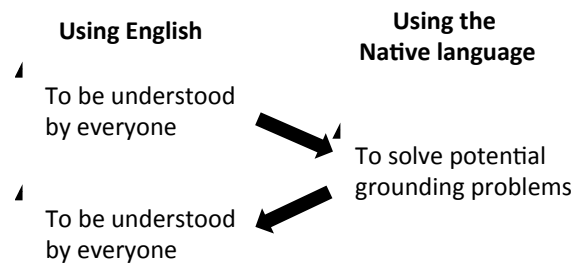 Using English
Using the
Native language
To be understood
by everyone
To solve potential
grounding problems
To be understood
by everyone